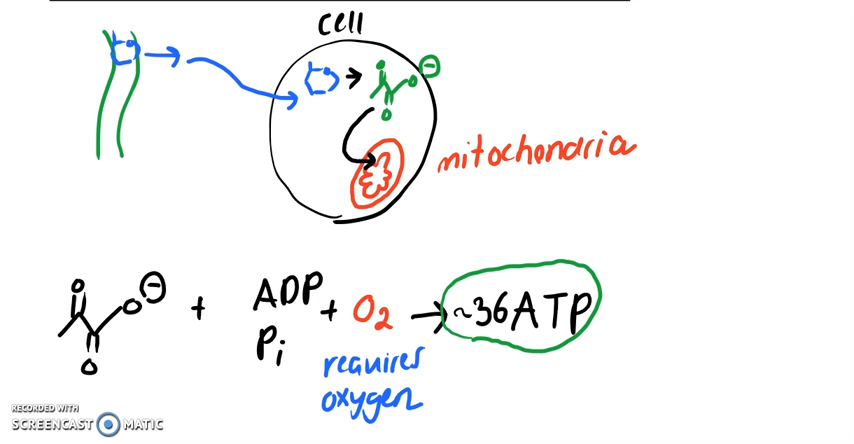 cell
mitochondria
+ ADP + O2 → ~36ATP
Pi
requires
oxygen
O
O
O
⊖
O
O
O
⊖
RECORDED WITH
SCREENCAST MATIC